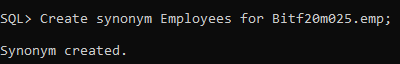 SQL> Create synonym Employees for Bitf20m025.emp;
Synonym created.